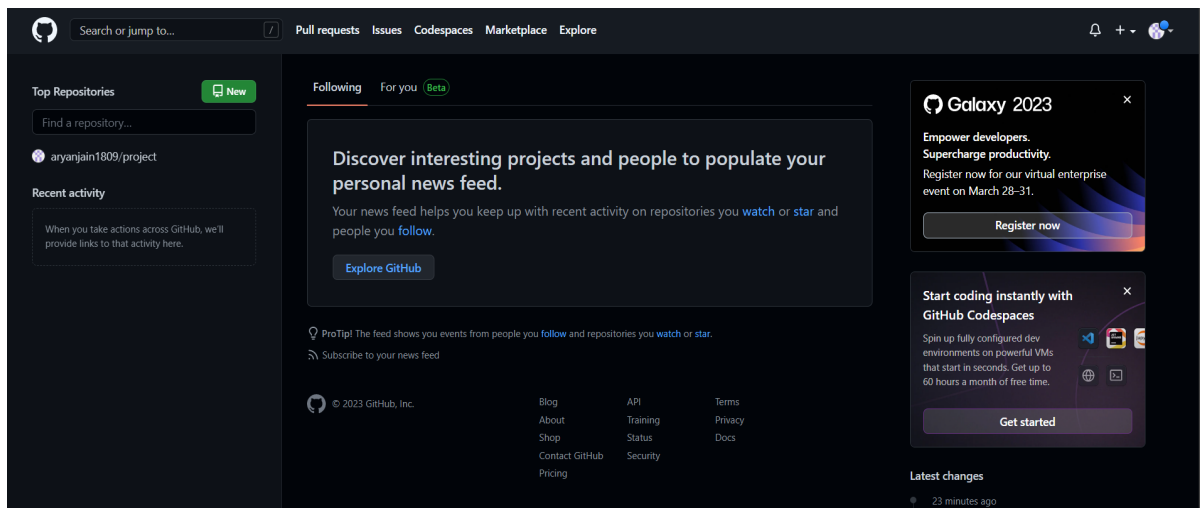 Search or jump to...
/
Pull requests Issues Codespaces Marketplace Explore
Top Repositories
New
Find a repository...
aryanjain1809/project
Recent activity
When you take actions across GitHub, we'll
provide links to that activity here.
Following For you Beta
Discover interesting projects and people to populate your
personal news feed.
Your news feed helps you keep up with recent activity on repositories you watch or star and
people you follow.
Explore GitHub
ProTip! The feed shows you events from people you follow and repositories you watch or star.
Subscribe to your news feed
© 2023 GitHub, Inc.
Blog
About
Shop
Contact GitHub
Pricing
API
Training
Status
Security
Terms
Privacy
Docs
Galaxy 2023
Empower developers.
Supercharge productivity.
Register now for our virtual enterprise
event on March 28–31.
Register now
Start coding instantly with
GitHub Codespaces
Spin up fully configured dev
environments on powerful VMs
that start in seconds. Get up to
60 hours a month of free time.
Get started
Latest changes
23 minutes ago